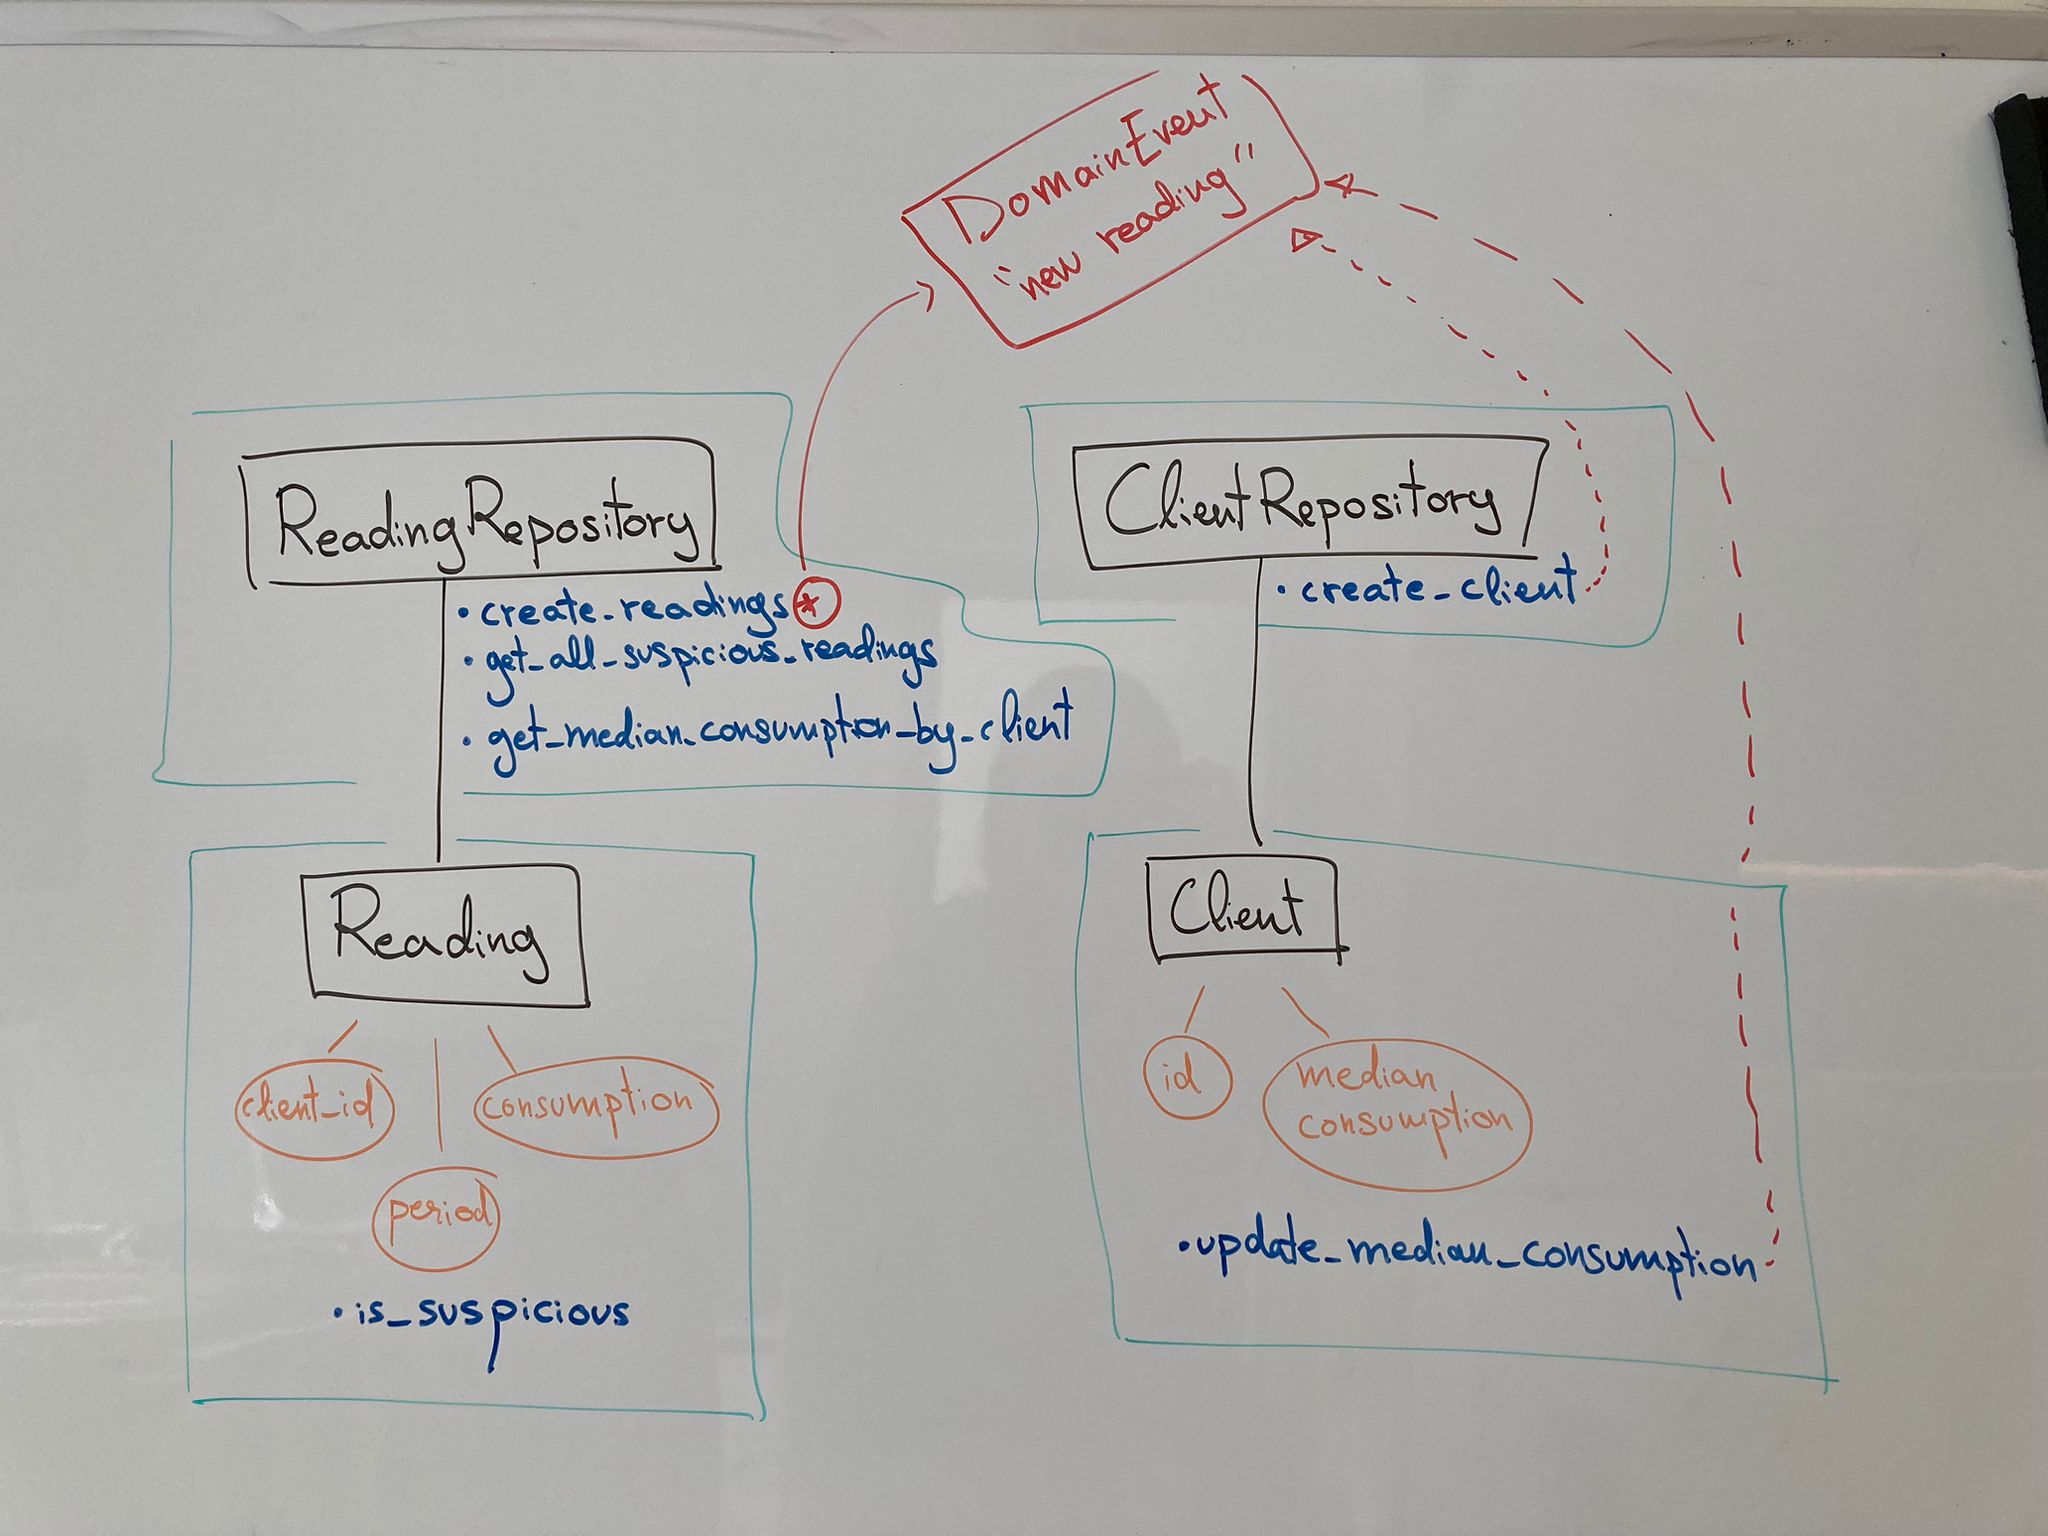 DomainEvent
"new reading"
ReadingRepository
• create_readings *
• get_all_suspicious_readings
• get_median_consumption_by_client
ClientRepository
• create_client
Reading
client_id
consumption
period
• is_suspicious
Client
id
median
consumption
• update_median_consumption